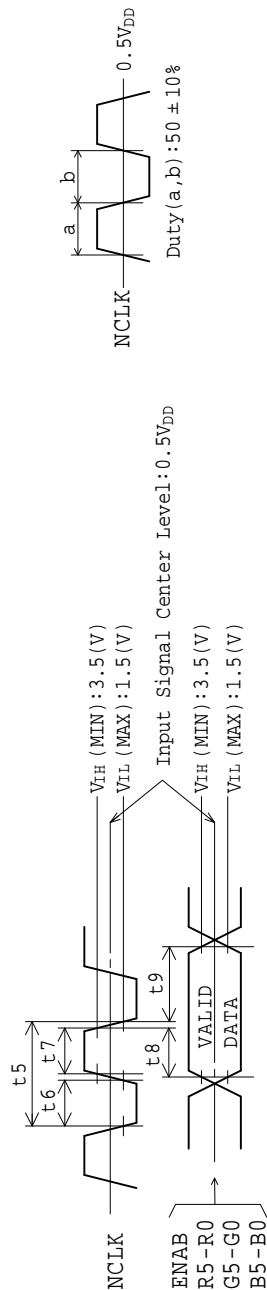 t5
t6 t7
NCLK
VIH (MIN):3.5(V)
VIL (MAX):1.5(V)
Input Signal Center Level:0.5VDD
t8 t9
ENAB
R5-R0
G5-G0
B5-B0
VALID
DATA
VIH (MIN):3.5(V)
VIL (MAX):1.5(V)
a b
NCLK
0.5VDD
Duty(a,b):50 ± 10%